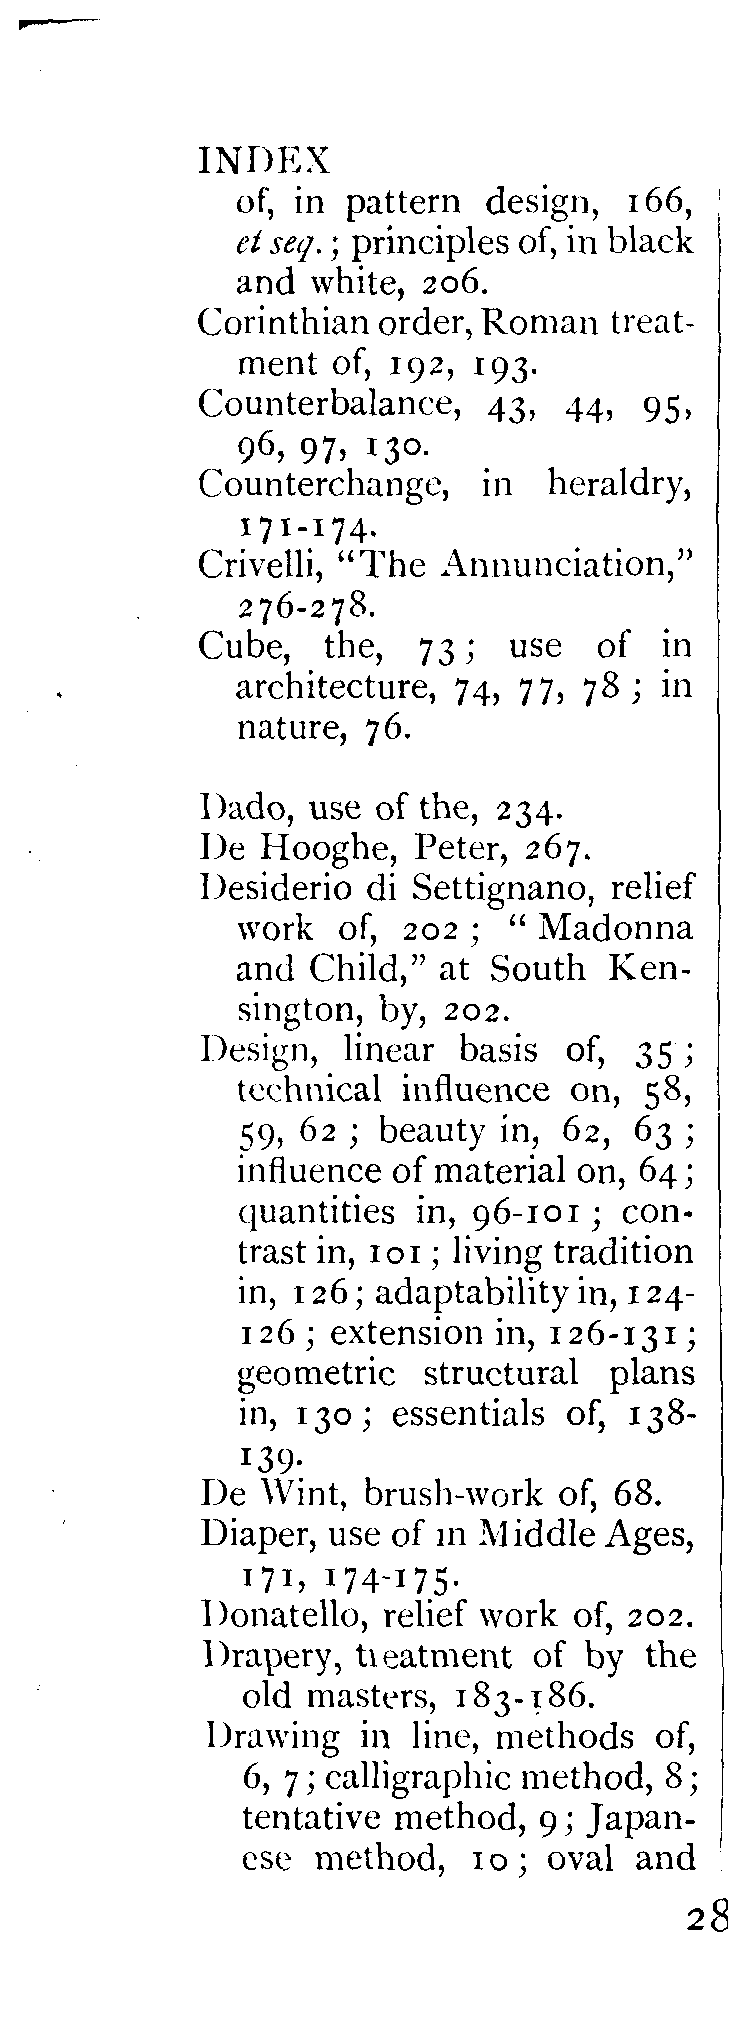 INDEX
of, in pattern design, 166,
et seq. ; principles of, in black
and white, 206.
Corinthian order, Roman treat-
ment of, 192, 193.
Counterbalance, 43, 44, 95,
96, 97, 130.
Counterchange, in heraldry,
171-174.
Crivelli, “The Annunciation,”
276-278.
Cube, the, 73 ; use of in
architecture, 74, 77, 78 ; in
nature, 76.
Dado, use of the, 234.
De Hooghe, Peter, 267.
Desiderio di Settignano, relief
work of, 202 ; “ Madonna
and Child,” at South Ken-
sington, by, 202.
Design, linear basis of, 35 ;
technical influence on, 58,
59, 62 ; beauty in, 62, 63 ;
influence of material on, 64 ;
quantities in, 96-101 ; con-
trast in, 101 ; living tradition
in, 126 ; adaptability in, 124-
126 ; extension in, 126-131 ;
geometric structural plans
in, 130 ; essentials of, 138-
139.
De Wint, brush-work of, 68.
Diaper, use of in Middle Ages,
171, 174-175.
Donatello, relief work of, 202.
Drapery, treatment of by the
old masters, 183-186.
Drawing in line, methods of,
6, 7 ; calligraphic method, 8 ;
tentative method, 9 ; Japan-
ese method, 10 ; oval and
28